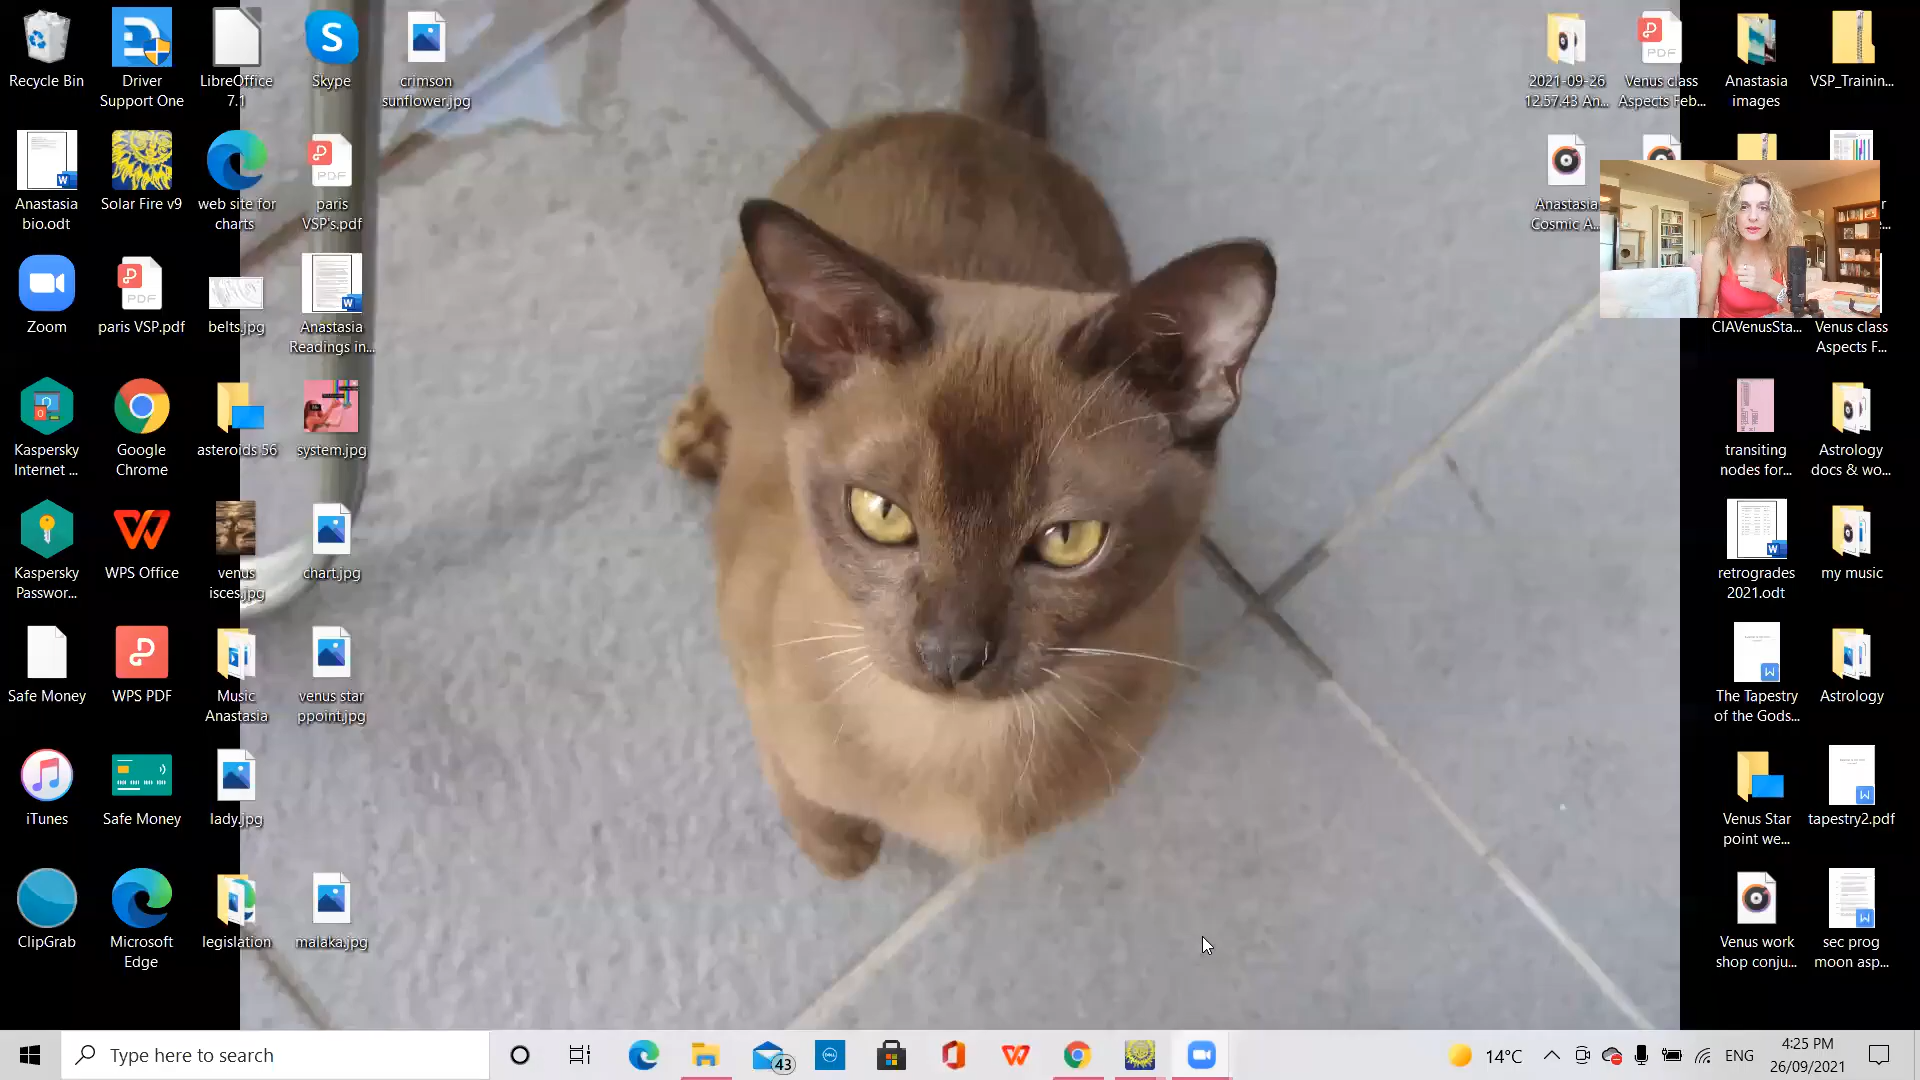 Recycle Bin
Driver
Support One
LibreOffice
7.1
Skype
crimson
sunflower.jpg
2021-09-26
12.57.43 An...
Venus class
Aspects Feb...
Anastasia
images
VSP_Trainin...
Anastasia
bio.odt
Solar Fire v9
web site for
charts
paris
VSP's.pdf
Anastasia
Cosmic A...
Zoom
paris VSP.pdf
belts.jpg
Anastasia
Readings in...
CIAVenusSta...
Venus class
Aspects F...
Kaspersky
Internet ...
Google
Chrome
asteroids 56
system.jpg
transiting
nodes for...
Astrology
docs & wo...
Kaspersky
Passwor...
WPS Office
venus
isces.jpg
chart.jpg
retrogrades
2021.odt
my music
Safe Money
WPS PDF
Music
Anastasia
venus star
ppoint.jpg
The Tapestry
of the Gods...
Astrology
iTunes
Safe Money
lady.jpg
Venus Star
point we...
tapestry2.pdf
ClipGrab
Microsoft
Edge
legislation
malaka.jpg
Venus work
shop conju...
sec prog
moon asp...
Type here to search
43
14°C
ENG
4:25 PM
26/09/2021